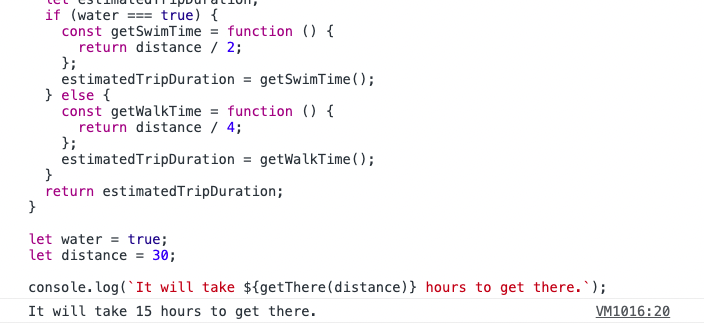 let estimatedTripDuration;
if (water === true) {
const getSwimTime = function () {
return distance / 2;
};
estimatedTripDuration = getSwimTime();
} else {
const getWalkTime = function () {
return distance / 4;
};
estimatedTripDuration = getWalkTime();
}
return estimatedTripDuration;
}
let water = true;
let distance = 30;
console.log(`It will take ${getThere(distance)} hours to get there.`);
It will take 15 hours to get there. VM1016:20